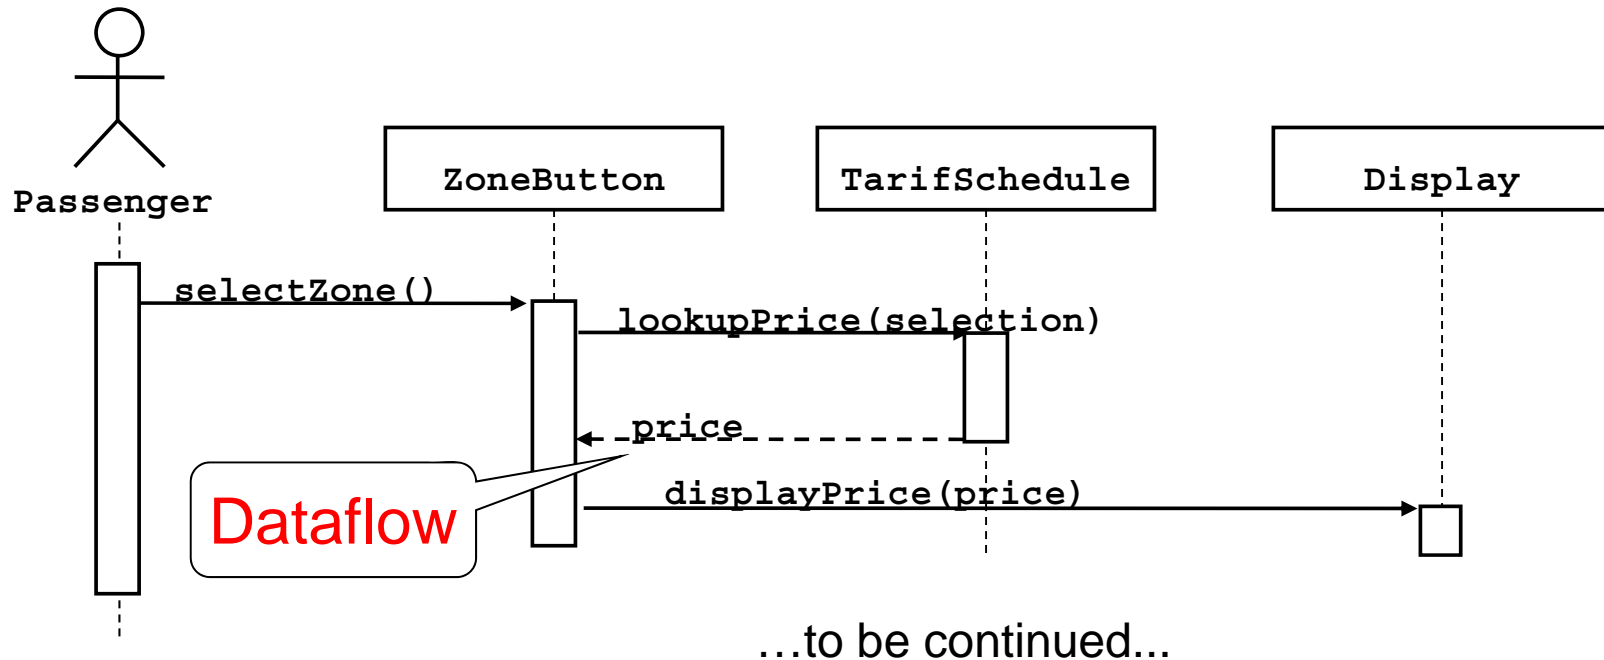 Passenger
ZoneButton
TarifSchedule
Display
selectZone()
lookupPrice(selection)
price
displayPrice(price)
Dataflow
…to be continued...